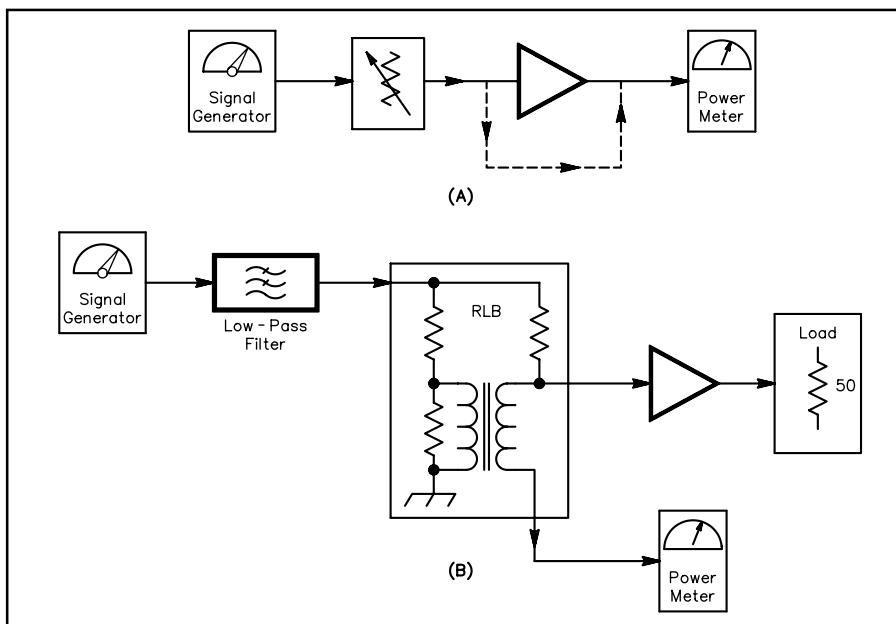 Signal
Generator
Power
Meter
(A)
Signal
Generator
Low - Pass
Filter
RLB
Load
50
(B)
Power
Meter